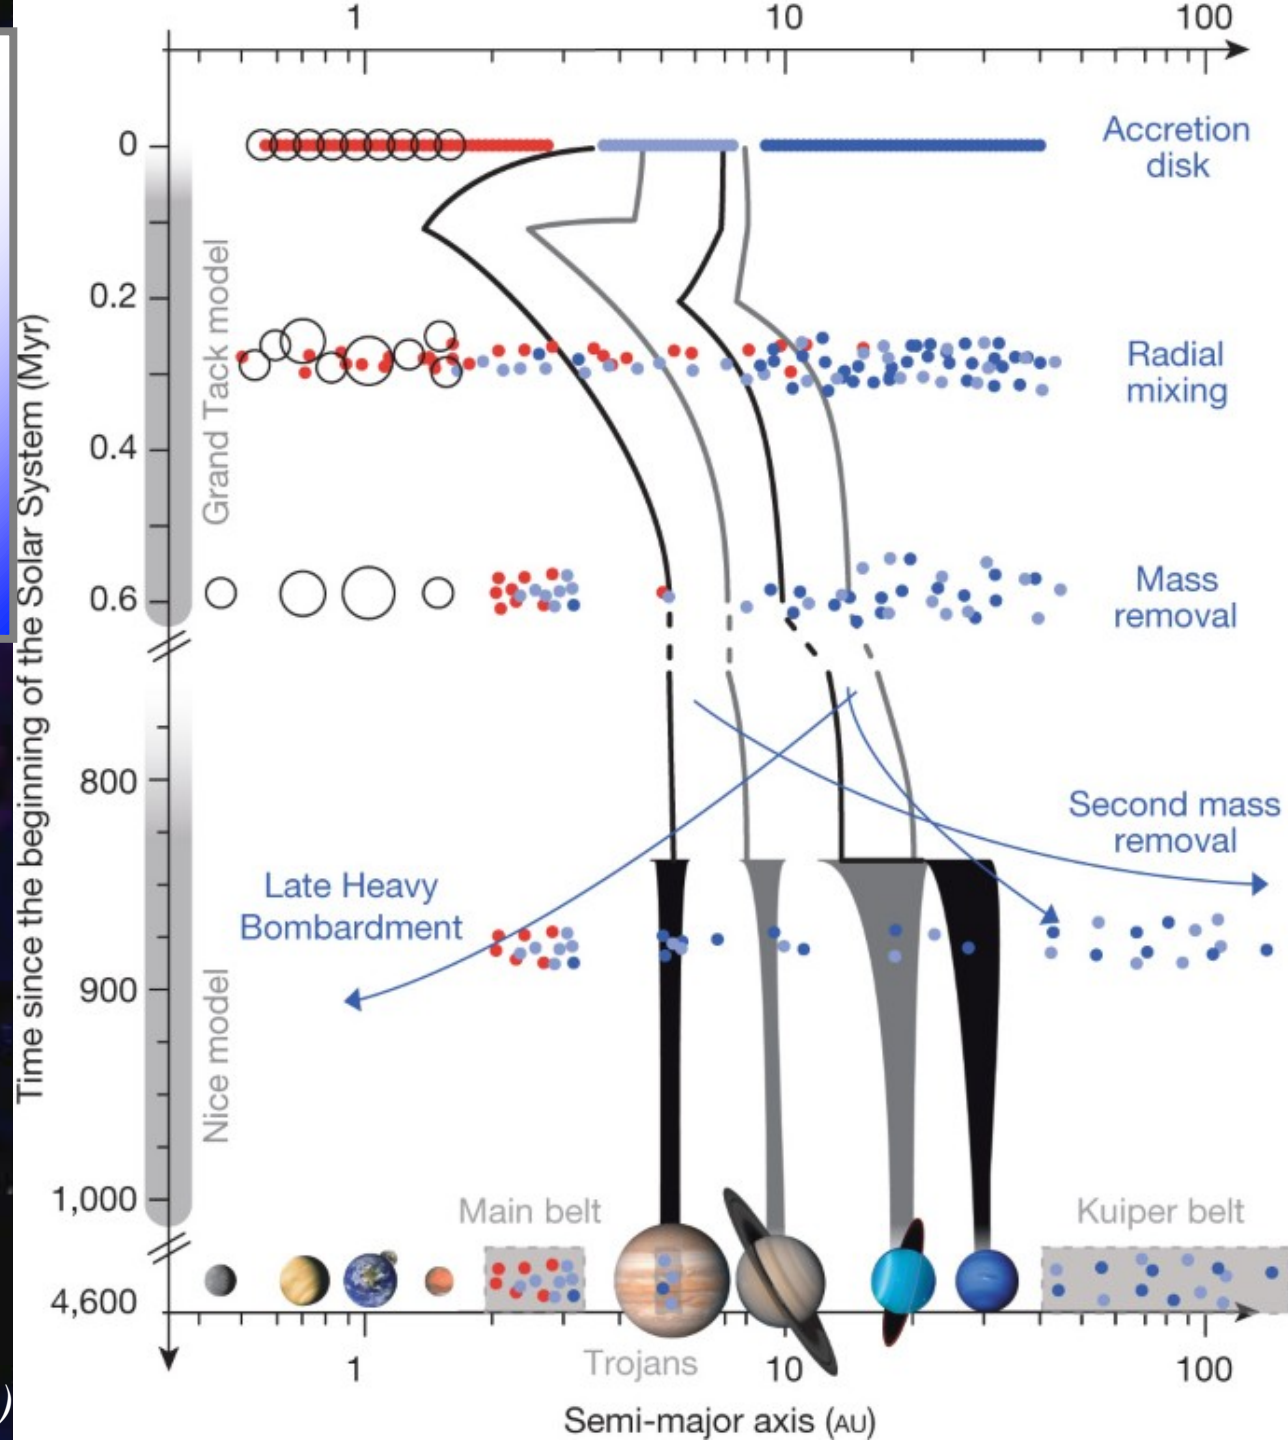 1 10 100
0
Accretion
disk
0.2
Radial
mixing
0.4
0.6
Mass
removal
Grand Tack model
Time since the beginning of the Solar System (Myr)
800
Second mass
removal
Late Heavy
Bombardment
900
Nice model
1,000
Main belt
Kuiper belt
4,600
Trojans
1 10 100
)
Semi-major axis (AU)